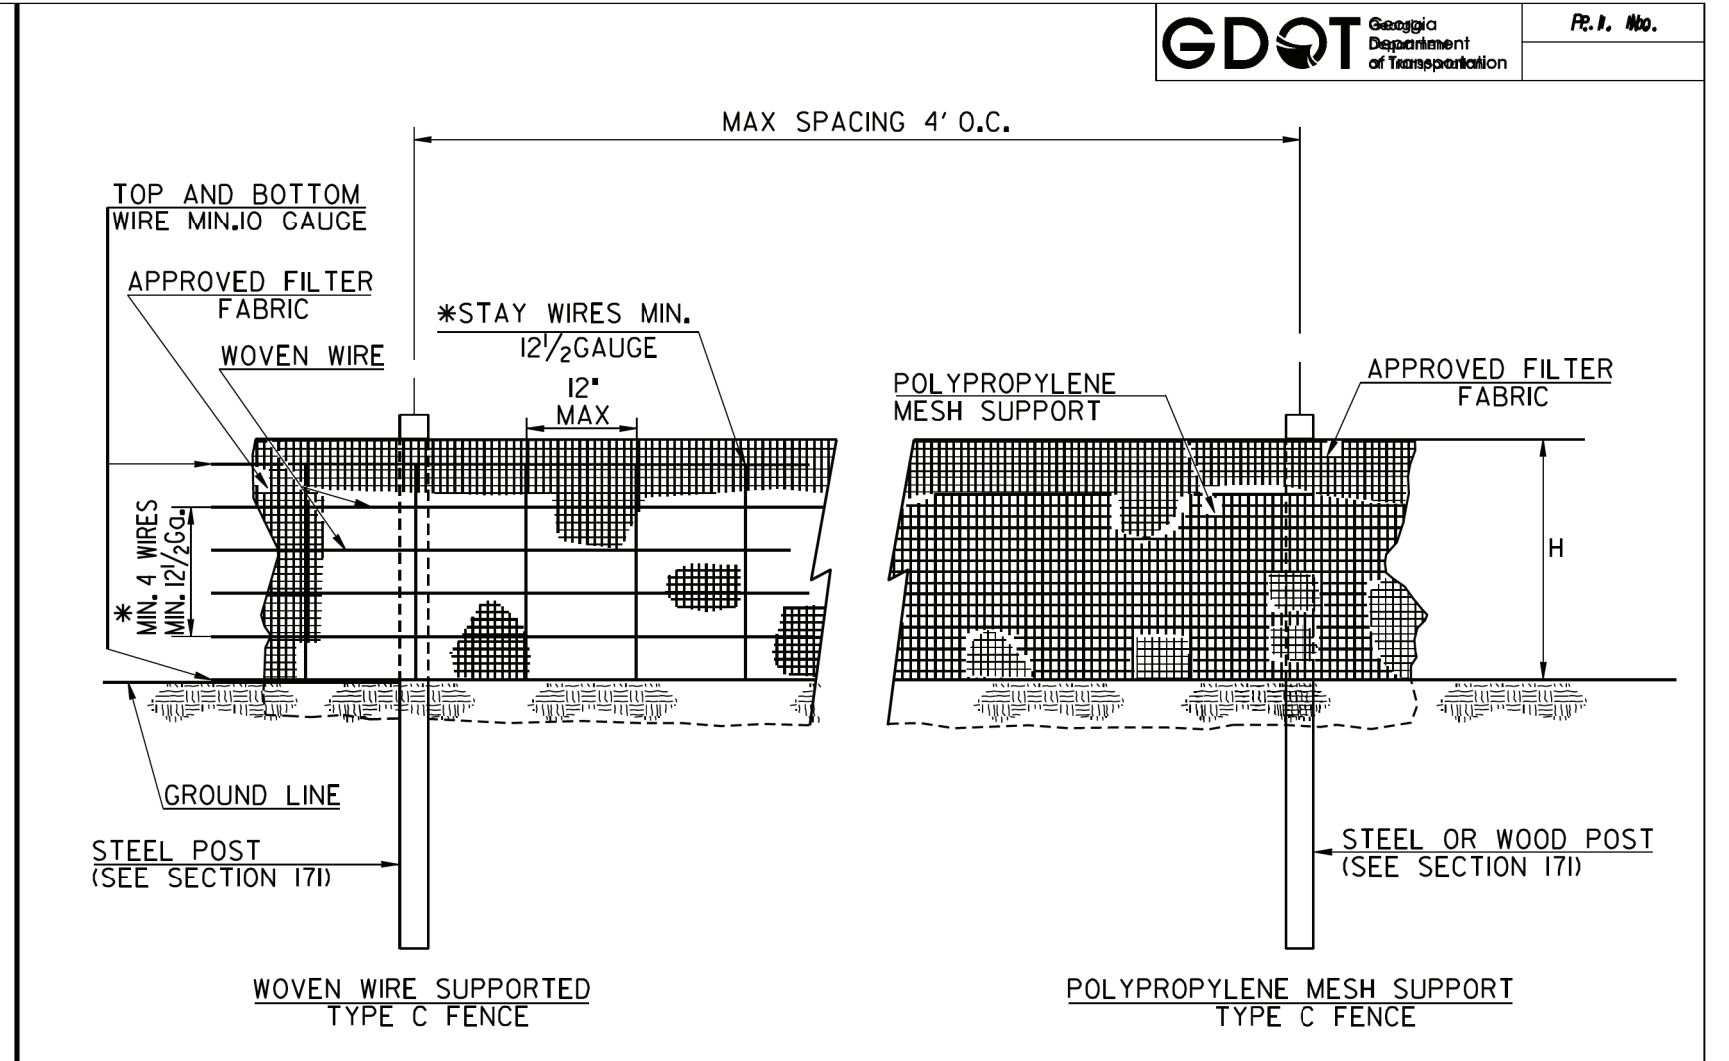 GDOT
Georgia
Department
of Transportation
MAX SPACING 4' O.C.
TOP AND BOTTOM
WIRE MIN.10 GAUGE
APPROVED FILTER
FABRIC
WOVEN WIRE
*STAY WIRES MIN.
12 1/2 GAUGE
12"
MAX
POLYPROPYLENE
MESH SUPPORT
APPROVED FILTER
FABRIC
* MIN. 4 WIRES
MIN. 12 1/2 Ga.
H
GROUND LINE
STEEL POST
(SEE SECTION 171)
STEEL OR WOOD POST
(SEE SECTION 171)
WOVEN WIRE SUPPORTED
TYPE C FENCE
POLYPROPYLENE MESH SUPPORT
TYPE C FENCE